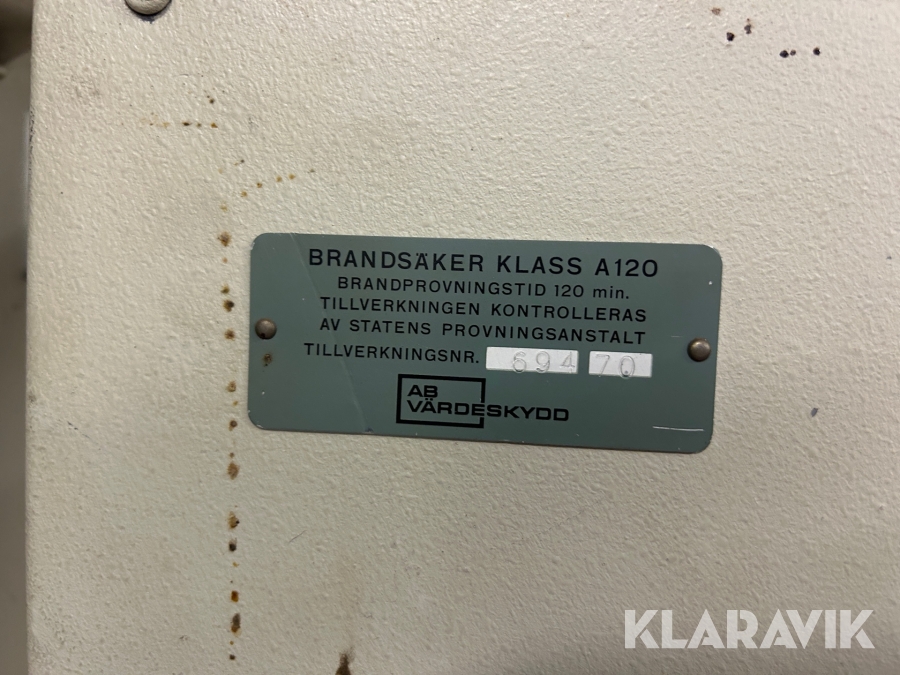 BRANDSÄKER KLASS A120
BRANDPROVNINGSTID 120 min.
TILLVERKNINGEN KONTROLLERAS
AV STATENS PROVNINGSANSTALT
TILLVERKNINGSNR. 694 70
AB
VÄRDESKYDD
KLARAVIK